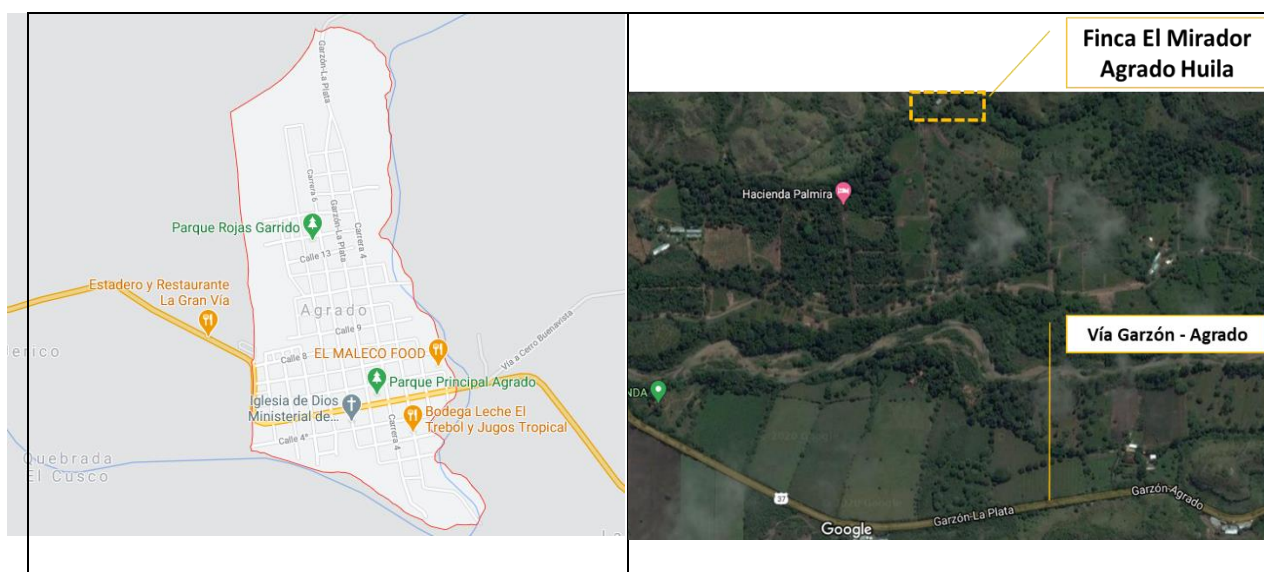 Garzón-La Plata
Carrera 6
Garzón-La Plata
Carrera 4
Parque Rojas Garrido
Calle 13
Estadero y Restaurante
La Gran Vía
Agrado
Calle 9
Vía a Cerro Buenavista
lerico
Calle 8
EL MALECO FOOD
Parque Principal Agrado
Iglesia de Dios
Ministerial de...
Bodega Leche El
Trebol y Jugos Tropical
Calle 4ª
Carrera 4
Quebrada
El Cusco
La
Finca El Mirador
Agrado Huila
Hacienda Palmira
Vía Garzón - Agrado
NDA
37
Garzón-La Plata
Garzón-Agrado
Google